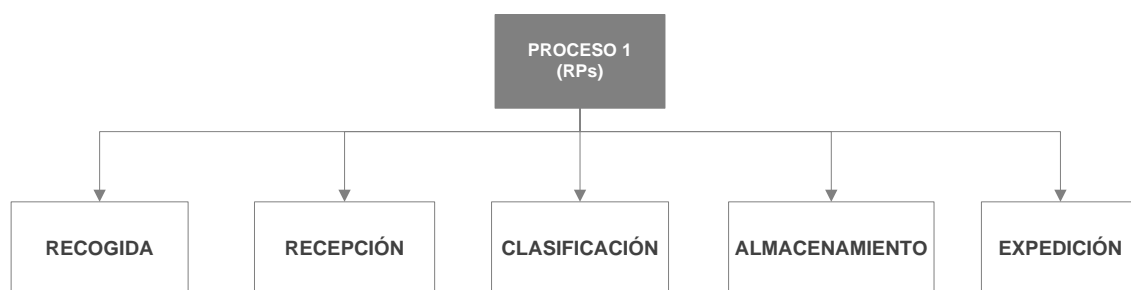 PROCESO 1
(RPs)
RECOGIDA
RECEPCIÓN
CLASIFICACIÓN
ALMACENAMIENTO
EXPEDICIÓN